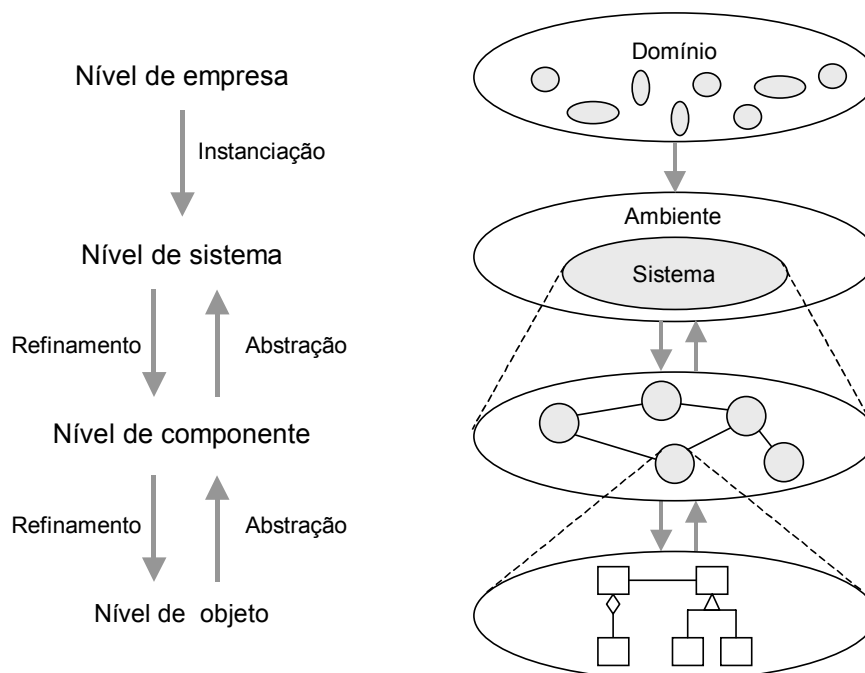 Nível de empresa
Instanciação
Nível de sistema
Refinamento
Abstração
Nível de componente
Refinamento
Abstração
Nível de objeto
Domínio
Ambiente
Sistema